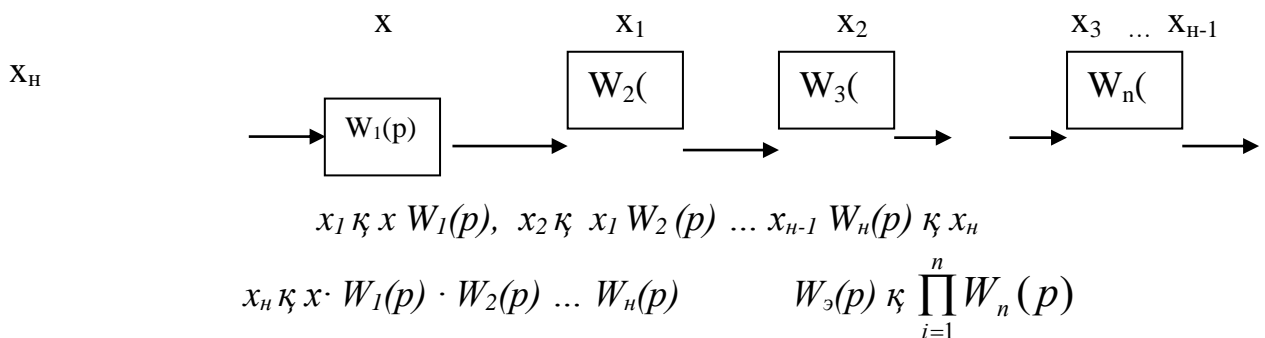 x x₁ x₂ x₃ ... xн-1
xн
W₁(p) W₂( W₃( Wₙ(
x₁ қ x W₁(p), x₂ қ x₁ W₂ (p) ... xн-1 Wн(p) қ xн
xн қ x· W₁(p) · W₂(p) ... Wн(p) Wэ(p) қ ∏ⁿᵢ₌₁ Wₙ(p)